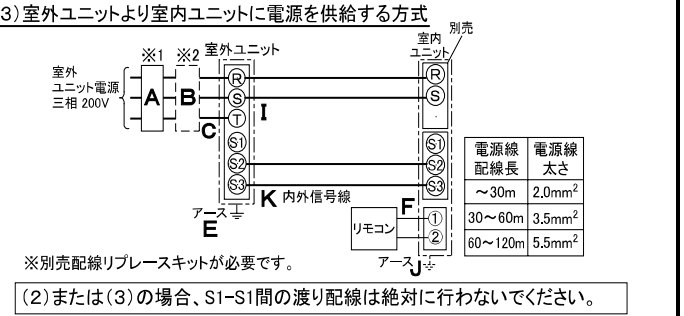 3)室外ユニットより室内ユニットに電源を供給する方式
※1 ※2 室外ユニット
室内
ユニット
別売
室外
ユニット電源
三相 200V
A
B
C
R
S
T
S1
S2
S3
I
R
S
S1
S2
S3
K 内外信号線
アース
E
F
リモコン
1
2
アース
J
電源線
配線長
電源線
太さ
~30m 2.0mm²
30~60m 3.5mm²
60~120m 5.5mm²
※別売配線リプレースキットが必要です。
(2)または(3)の場合、S1-S1間の渡り配線は絶対に行わないでください。